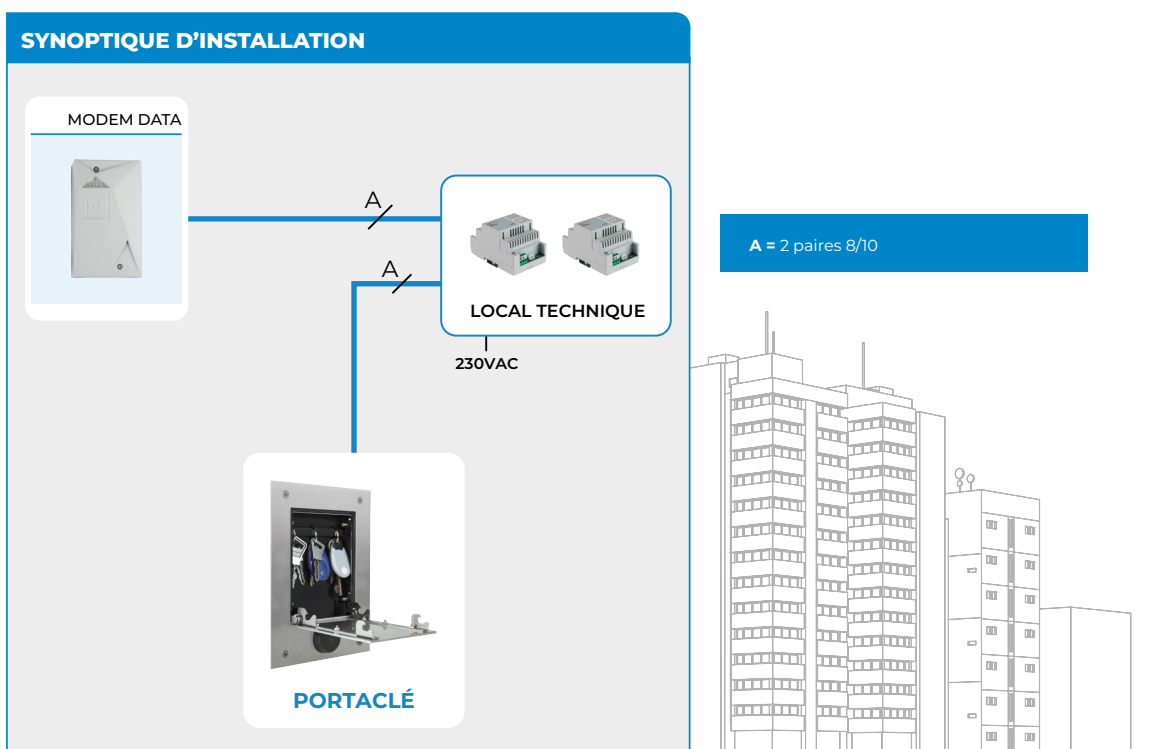 SYNOPTIQUE D’INSTALLATION
MODEM DATA
A
A
LOCAL TECHNIQUE
230VAC
PORTACLÉ
A = 2 paires 8/10